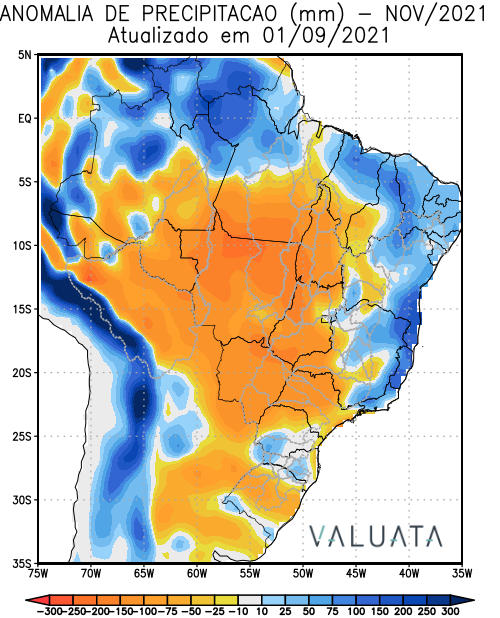 ANOMALIA DE PRECIPITACAO (mm) – NOV/2021
Atualizado em 01/09/2021
5N
EQ
5S
10S
15S
20S
25S
30S
35S
VALUATA
75W 70W 65W 60W 55W 50W 45W 40W 35W
-300 -250 -200 -150 -100 -75 -50 -25 -10 10 25 50 75 100 150 200 250 300